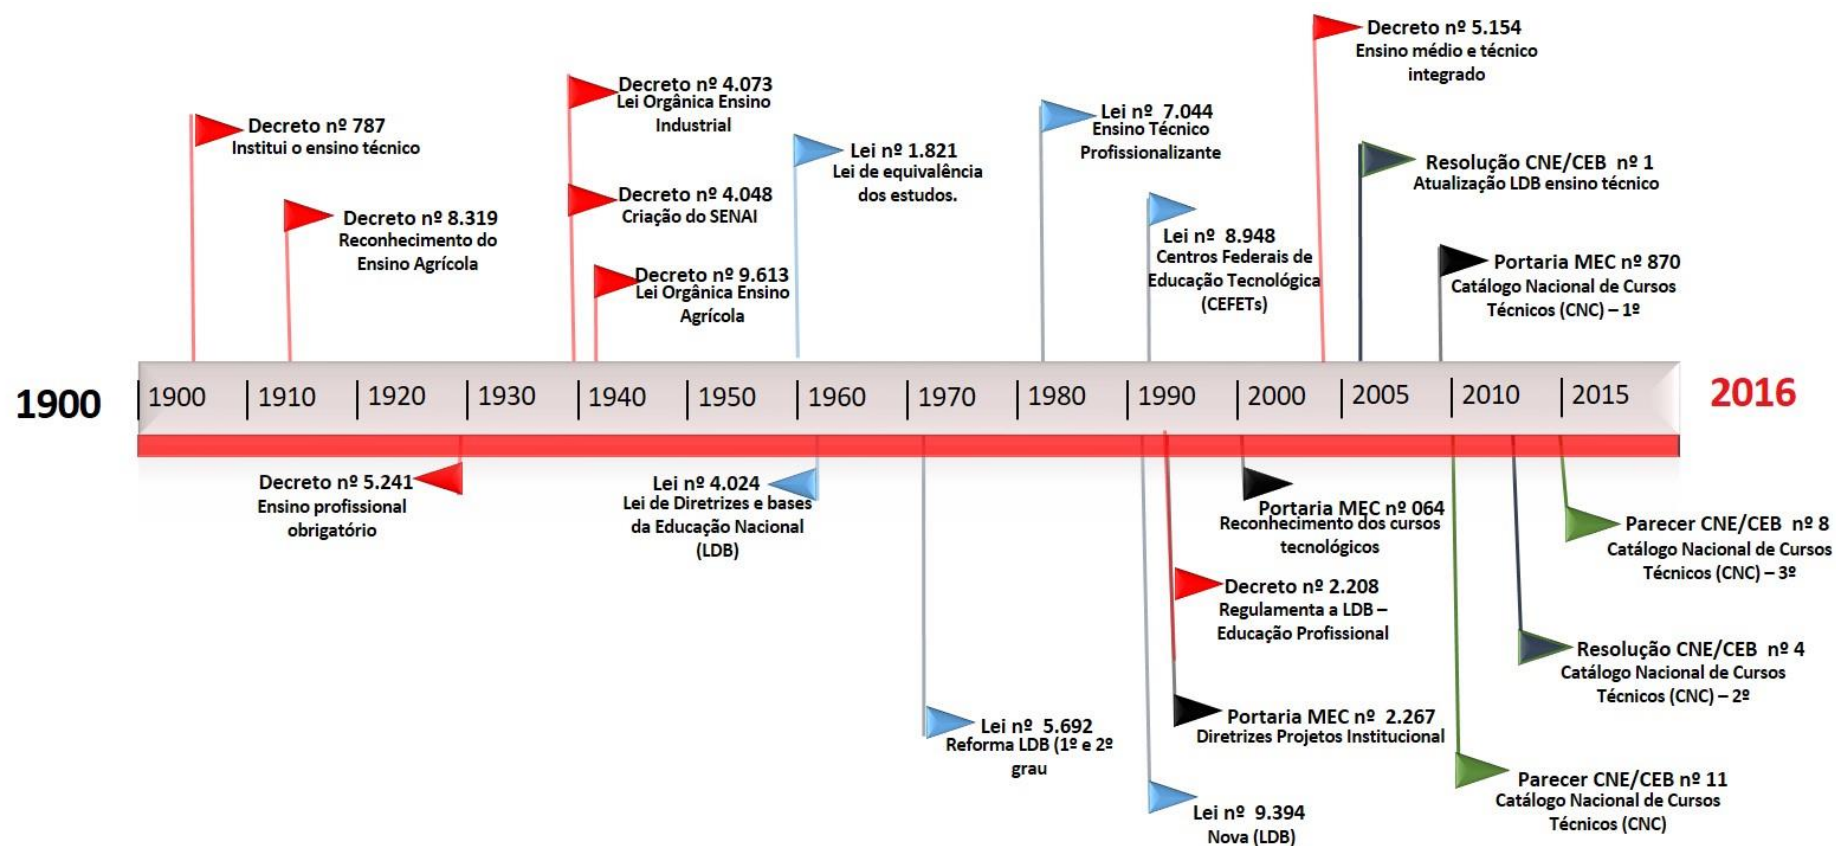 Decreto nº 5.154
Ensino médio e técnico
integrado
Decreto nº 4.073
Lei Orgânica Ensino
Industrial
Lei nº 7.044
Ensino Técnico
Profissionalizante
Decreto nº 787
Institui o ensino técnico
Lei nº 1.821
Lei de equivalência
dos estudos.
Resolução CNE/CEB nº 1
Atualização LDB ensino técnico
Decreto nº 4.048
Criação do SENAI
Decreto nº 8.319
Reconhecimento do
Ensino Agrícola
Lei nº 8.948
Centros Federais de
Educação Tecnológica
(CEFETs)
Decreto nº 9.613
Lei Orgânica Ensino
Agrícola
Portaria MEC nº 870
Catálogo Nacional de Cursos
Técnicos (CNC) – 1º
1900
1900
1910
1920
1930
1940
1950
1960
1970
1980
1990
2000
2005
2010
2015
2016
Decreto nº 5.241
Ensino profissional
obrigatório
Lei nº 4.024
Lei de Diretrizes e bases
da Educação Nacional
(LDB)
Portaria MEC nº 064
Reconhecimento dos cursos
tecnológicos
Parecer CNE/CEB nº 8
Catálogo Nacional de Cursos
Técnicos (CNC) – 3º
Decreto nº 2.208
Regulamenta a LDB –
Educação Profissional
Resolução CNE/CEB nº 4
Catálogo Nacional de Cursos
Técnicos (CNC) – 2º
Lei nº 5.692
Reforma LDB (1º e 2º
grau
Portaria MEC nº 2.267
Diretrizes Projetos Institucional
Parecer CNE/CEB nº 11
Catálogo Nacional de Cursos
Técnicos (CNC)
Lei nº 9.394
Nova (LDB)